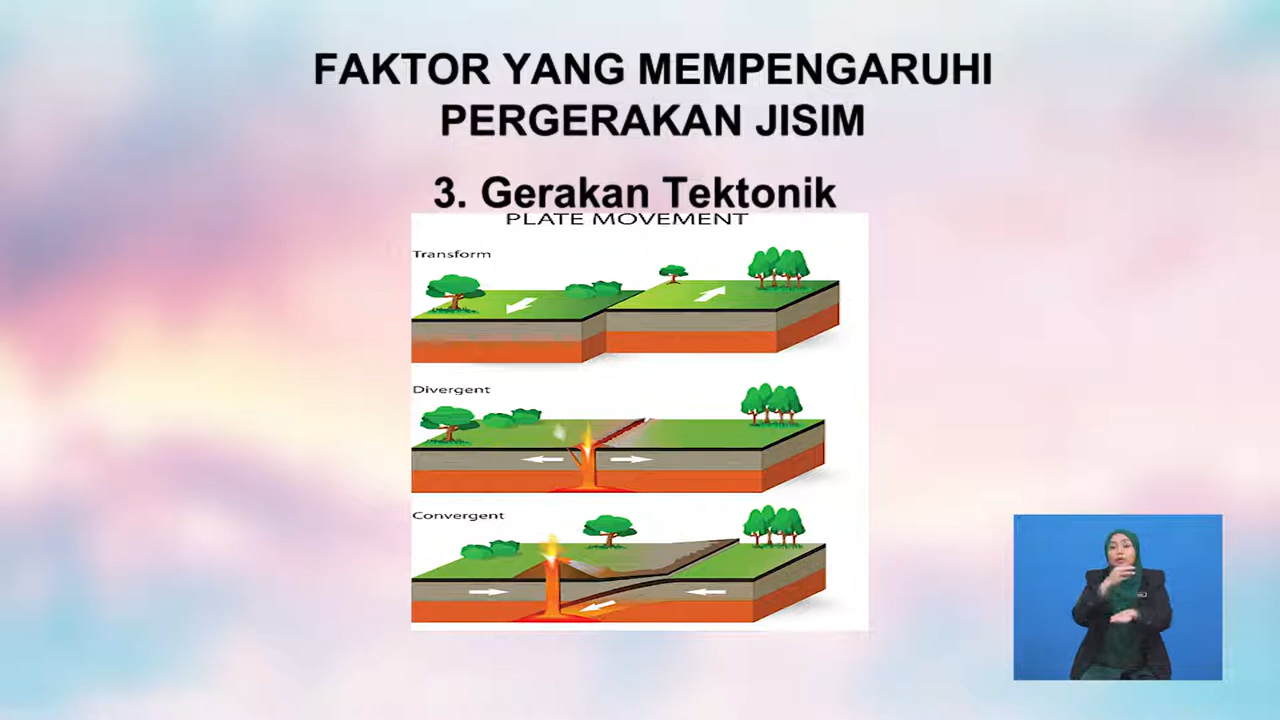 FAKTOR YANG MEMPENGARUHI
PERGERAKAN JISIM
3. Gerakan Tektonik
PLATE MOVEMENT
Transform
Divergent
Convergent